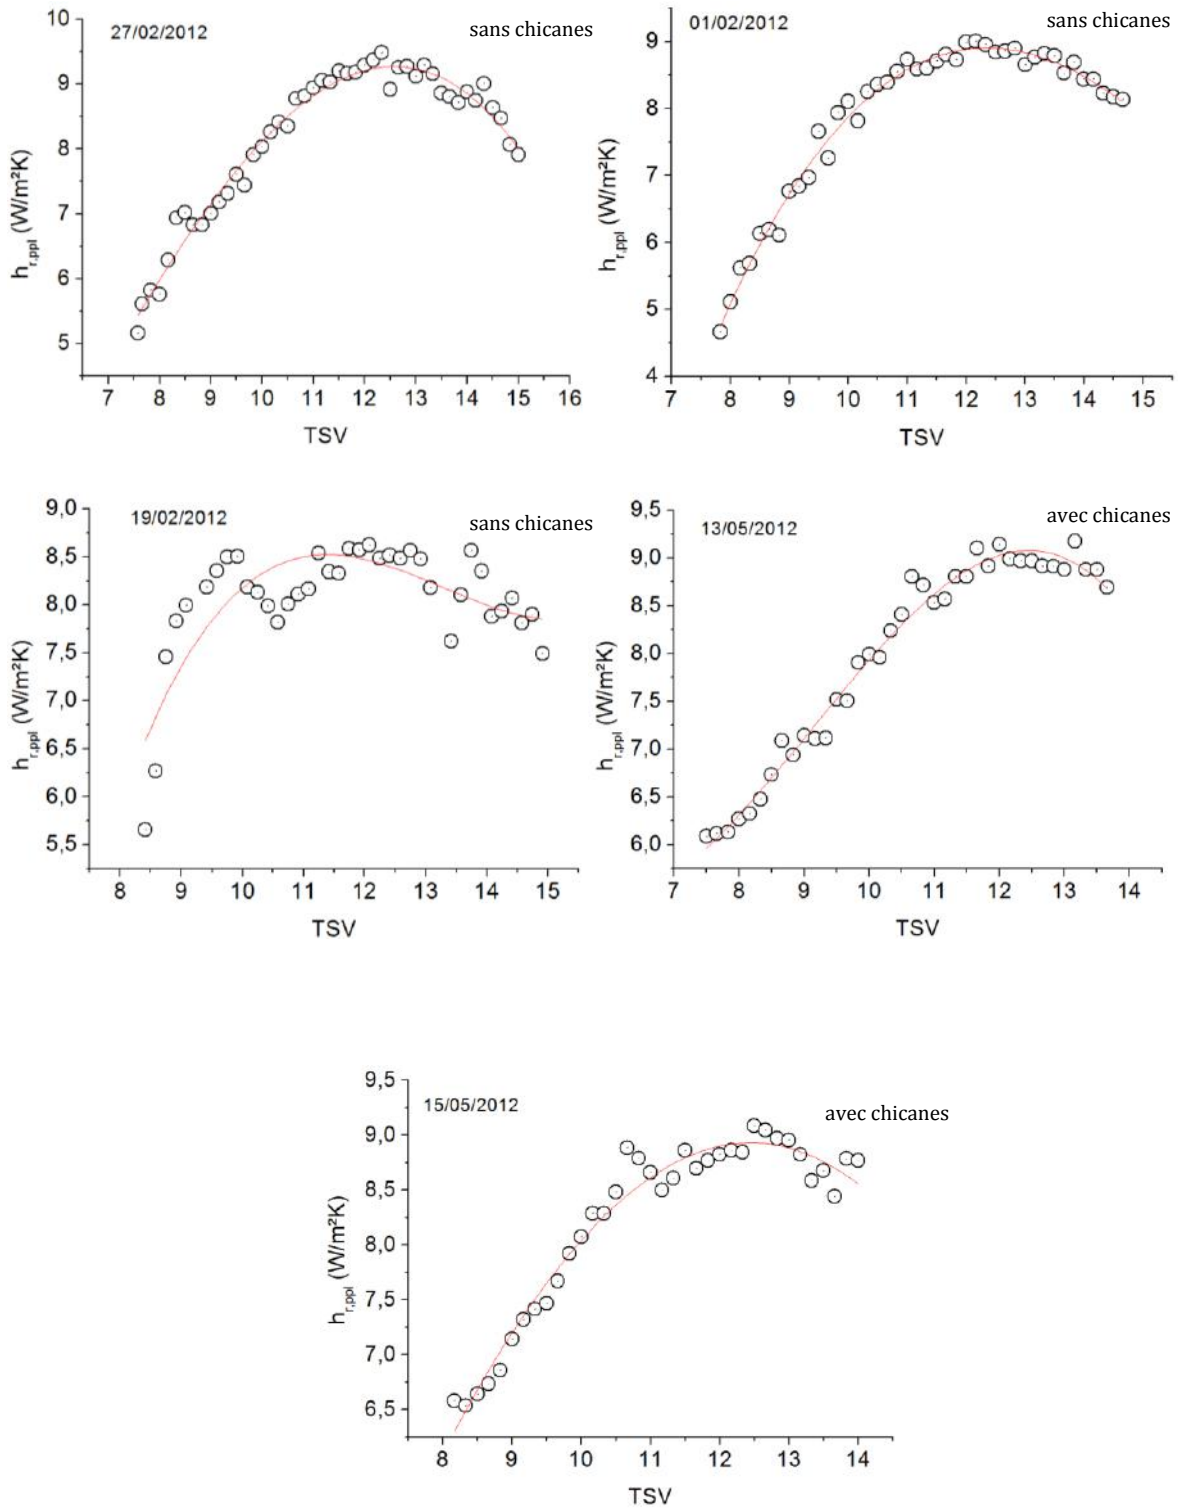 27/02/2012
sans chicanes
10
9
8
7
6
5
h_r,ppl (W/m²K)
7 8 9 10 11 12 13 14 15 16
TSV
01/02/2012
sans chicanes
9
8
7
6
5
4
h_r,ppl (W/m²K)
7 8 9 10 11 12 13 14 15
TSV
19/02/2012
sans chicanes
9,0
8,5
8,0
7,5
7,0
6,5
6,0
5,5
h_r,ppl (W/m²K)
8 9 10 11 12 13 14 15
TSV
13/05/2012
avec chicanes
9,5
9,0
8,5
8,0
7,5
7,0
6,5
6,0
h_r,ppl (W/m²K)
7 8 9 10 11 12 13 14
TSV
15/05/2012
avec chicanes
9,5
9,0
8,5
8,0
7,5
7,0
6,5
h_r,ppl (W/m²K)
8 9 10 11 12 13 14
TSV